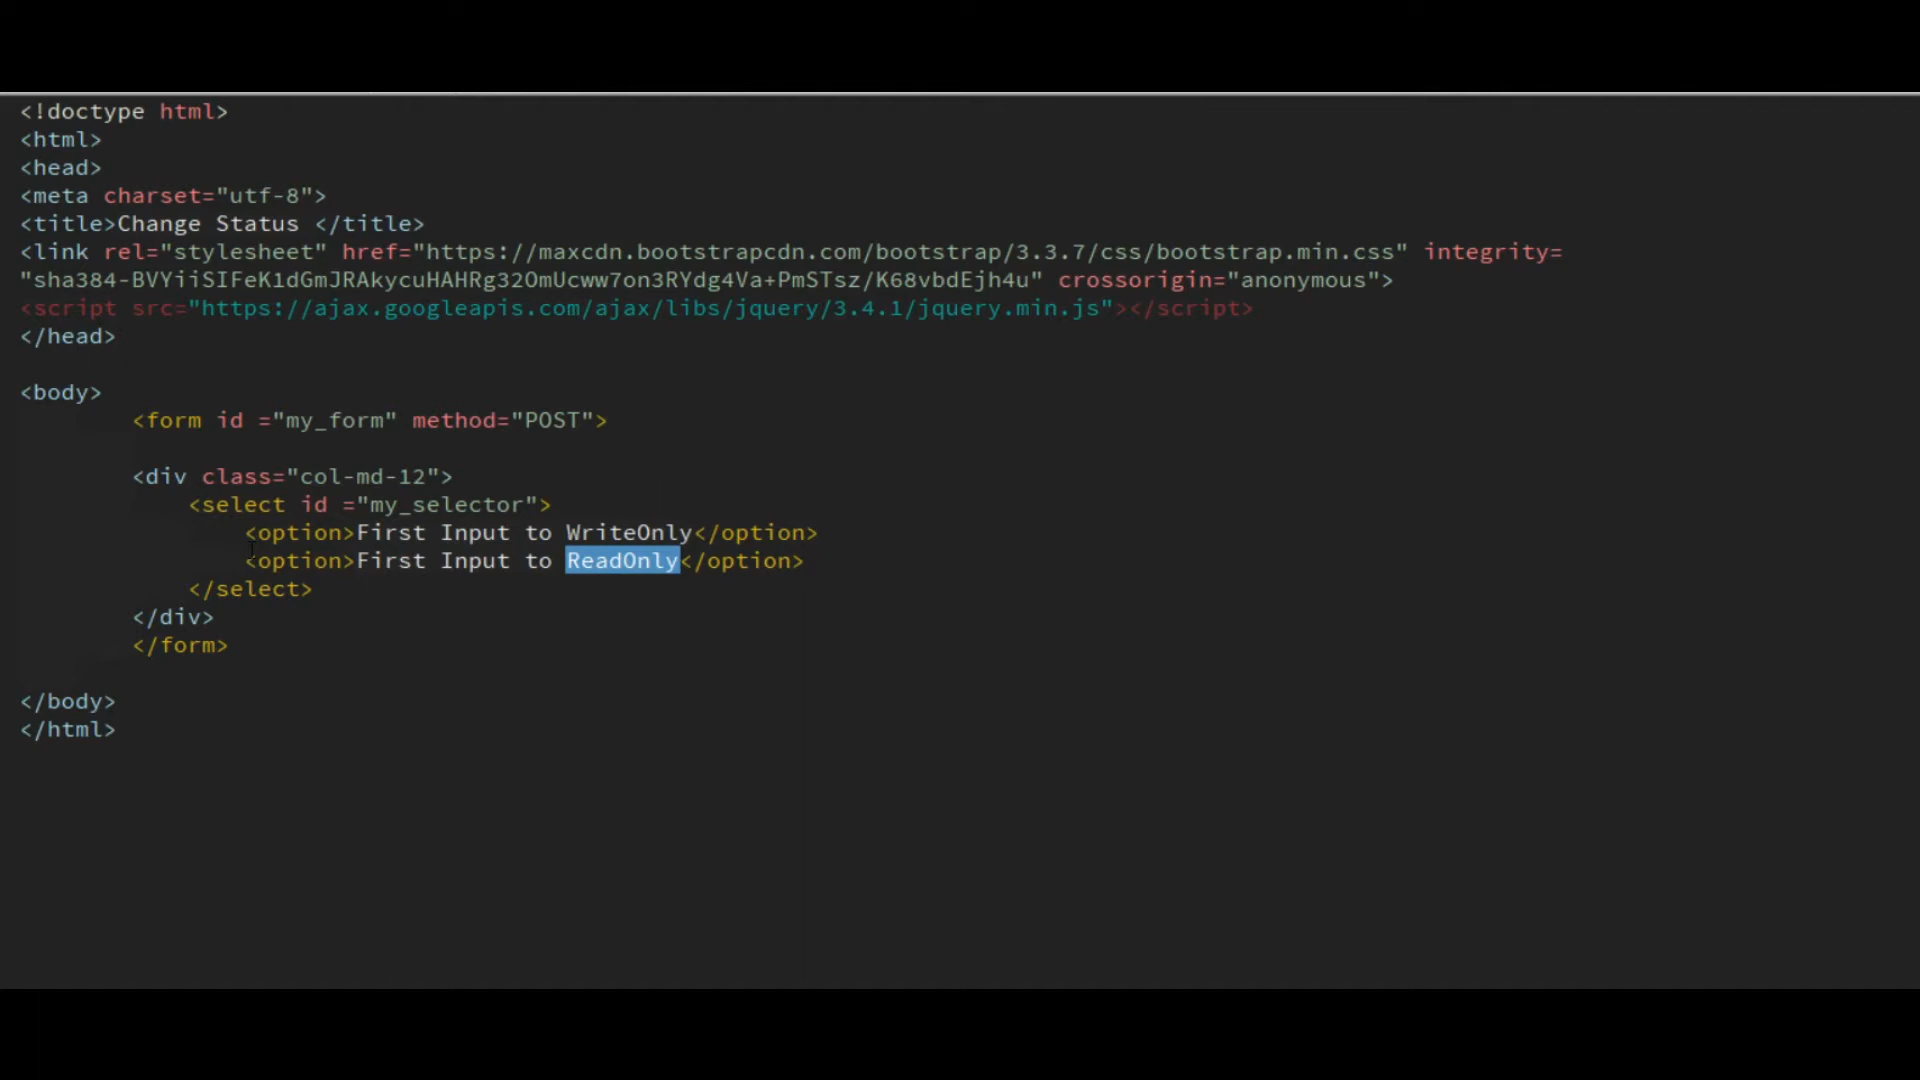 <!doctype html>
<html>
<head>
<meta charset="utf-8">
<title>Change Status </title>
<link rel="stylesheet" href="https://maxcdn.bootstrapcdn.com/bootstrap/3.3.7/css/bootstrap.min.css" integrity=
"sha384-BVYiiSIFeK1dGmJRAkycuHAHRg32OmUcww7on3RYdg4Va+PmSTsz/K68vbdEjh4u" crossorigin="anonymous">
<script src="https://ajax.googleapis.com/ajax/libs/jquery/3.4.1/jquery.min.js"></script>
</head>
<body>
<form id ="my_form" method="POST">
<div class="col-md-12">
<select id ="my_selector">
<option>First Input to WriteOnly</option>
<option>First Input to ReadOnly</option>
</select>
</div>
</form>
</body>
</html>